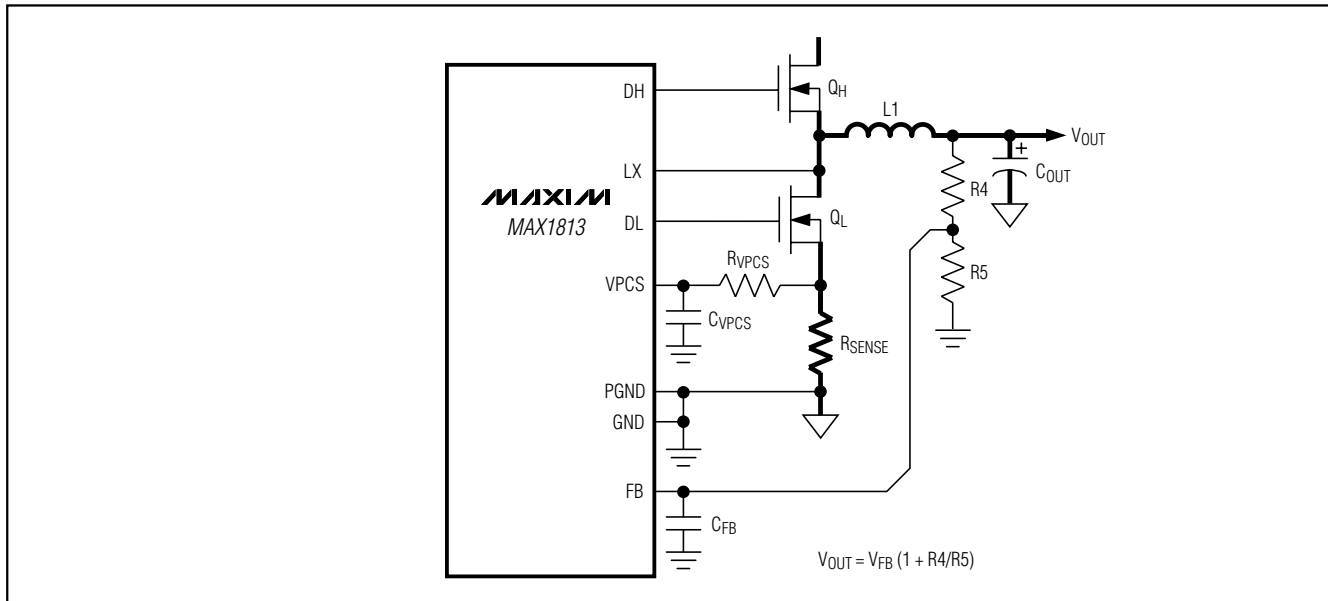 DH
QH
L1
VOUT
+
COUT
R4
LX
MAXIM
MAX1813
DL
QL
RVPCS
R5
VPCS
CVPCS
RSENSE
PGND
GND
FB
CFB
VOUT = VFB (1 + R4/R5)